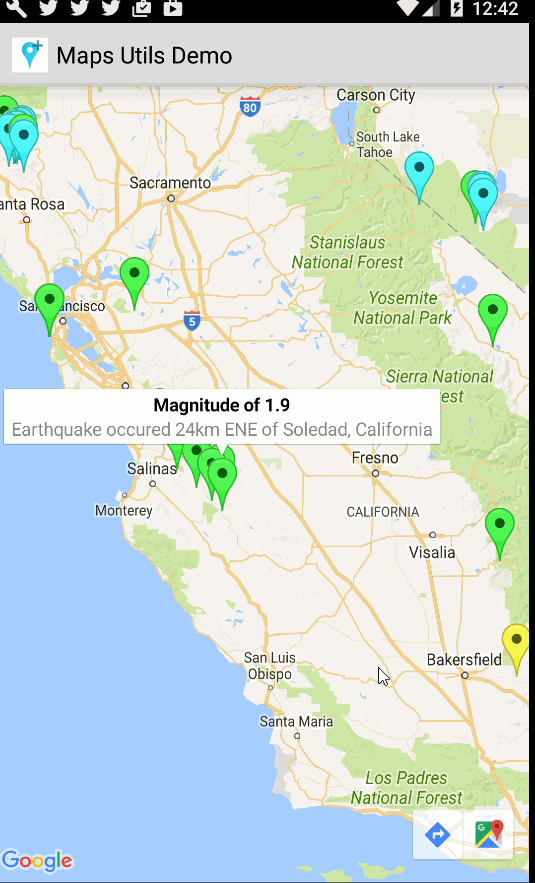 12:42
Maps Utils Demo
Carson City
80
South Lake
Tahoe
Sacramento
anta Rosa
Stanislaus
National Forest
Yosemite
National Park
San
ncisco
5
Sierra National
est
Magnitude of 1.9
Earthquake occured 24km ENE of Soledad, California
Fresno
Salinas
Monterey
CALIFORNIA
Visalia
San Luis
Obispo
Bakersfield
Santa Maria
Los Padres
National Forest
Google